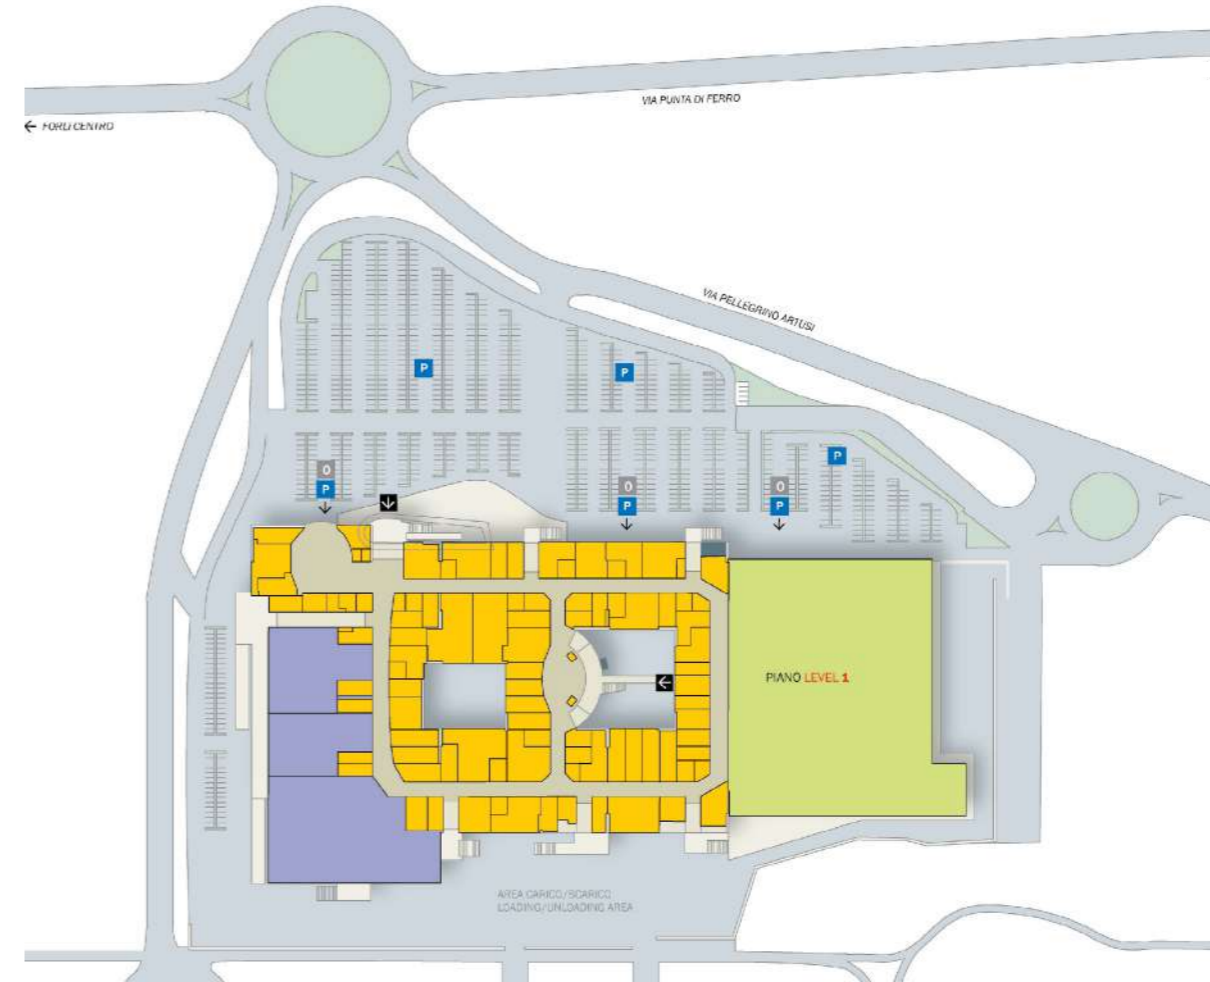 VIA PUNTA DI FERRO
← FORLI CENTRO
VIA PELLEGRINO ARTUSI
P
P
P
0
P
0
P
0
P
PIANO LEVEL 1
AREA CARICO/SCARICO
LOADING/UNLOADING AREA